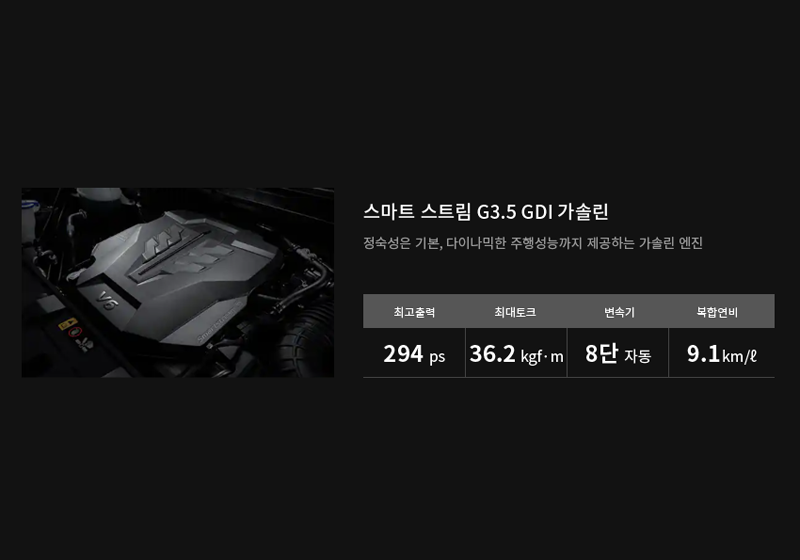 스마트 스트림 G3.5 GDI 가솔린
정숙성은 기본, 다이나믹한 주행성능까지 제공하는 가솔린 엔진
최고출력 최대토크 변속기 복합연비
294 ps 36.2 kgf·m 8단 자동 9.1km/ℓ
V6